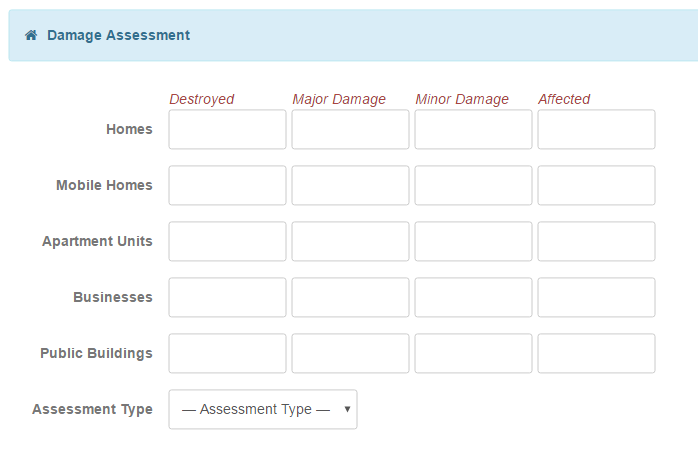 Damage Assessment
Destroyed Major Damage Minor Damage Affected
Homes
Mobile Homes
Apartment Units
Businesses
Public Buildings
Assessment Type — Assessment Type —